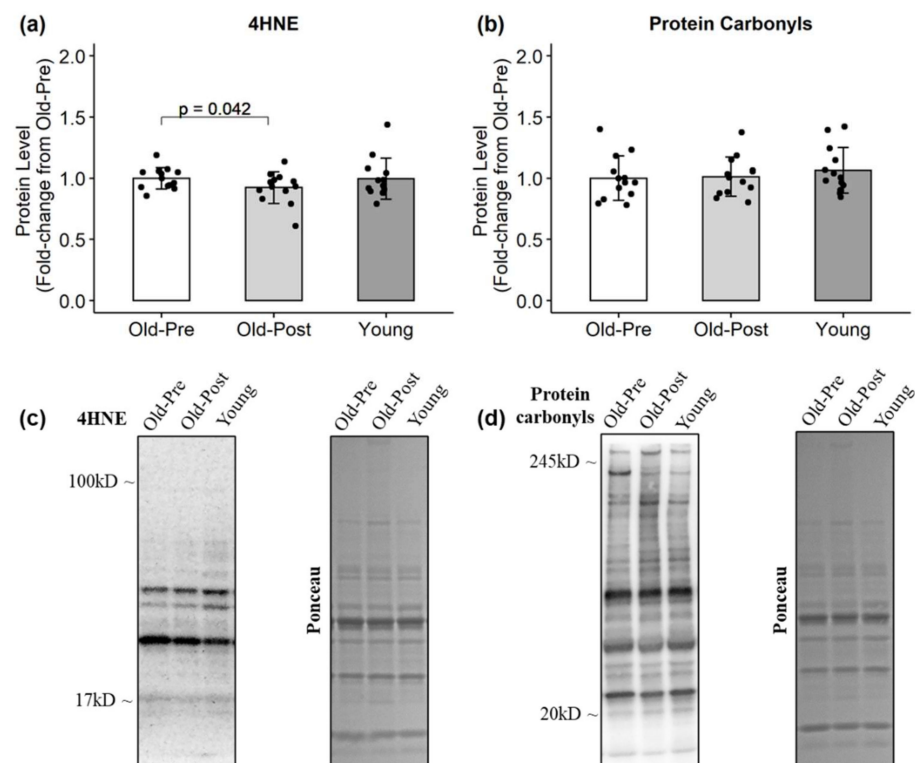 (a)
4HNE
Protein Level
(Fold-change from Old-Pre)
2.0
1.5
1.0
0.5
0.0
p = 0.042
Old-Pre
Old-Post
Young
(b)
Protein Carbonyls
Protein Level
(Fold-change from Old-Pre)
2.0
1.5
1.0
0.5
0.0
Old-Pre
Old-Post
Young
(c)
4HNE
Old-Pre
Old-Post
Young
100kD ~
17kD ~
Ponceau
Old-Pre
Old-Post
Young
(d)
Protein
carbonyls
Old-Pre
Old-Post
Young
245kD ~
20kD ~
Ponceau
Old-Pre
Old-Post
Young